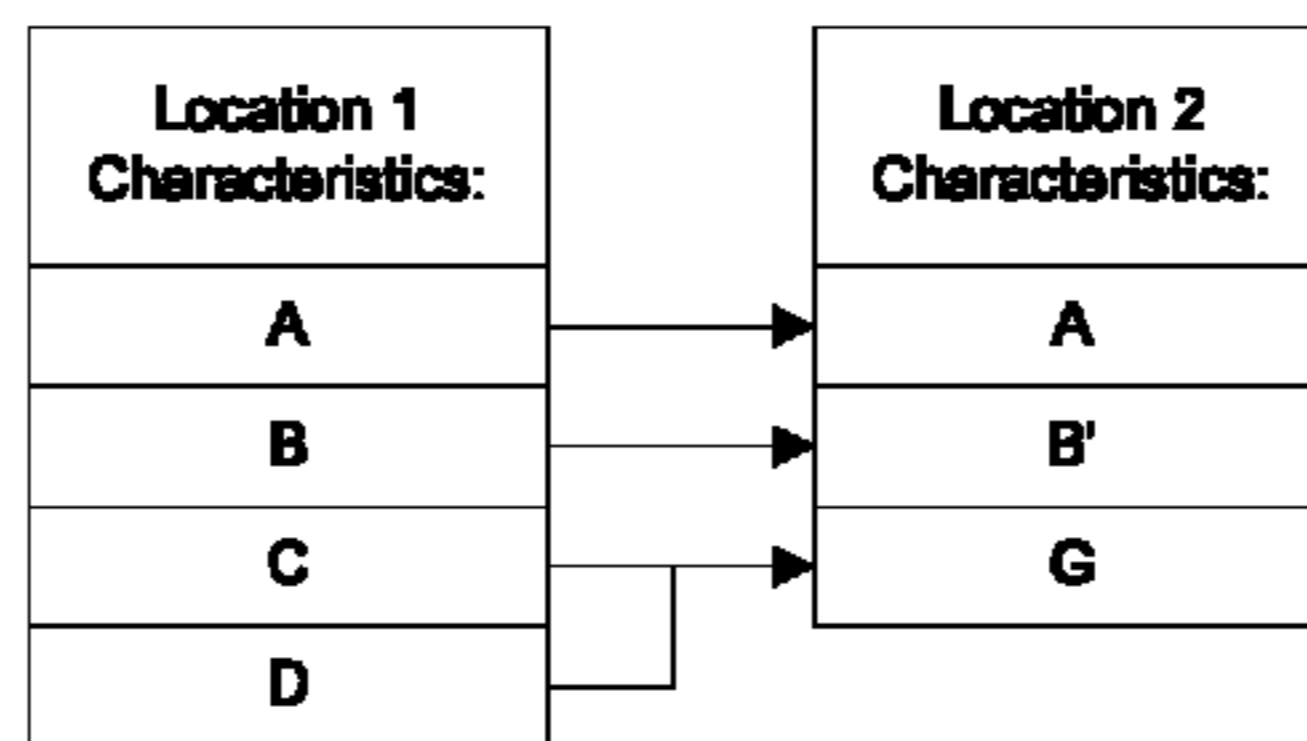 Location 1
Characteristics:
A
B
C
D
Location 2
Characteristics:
A
B'
G